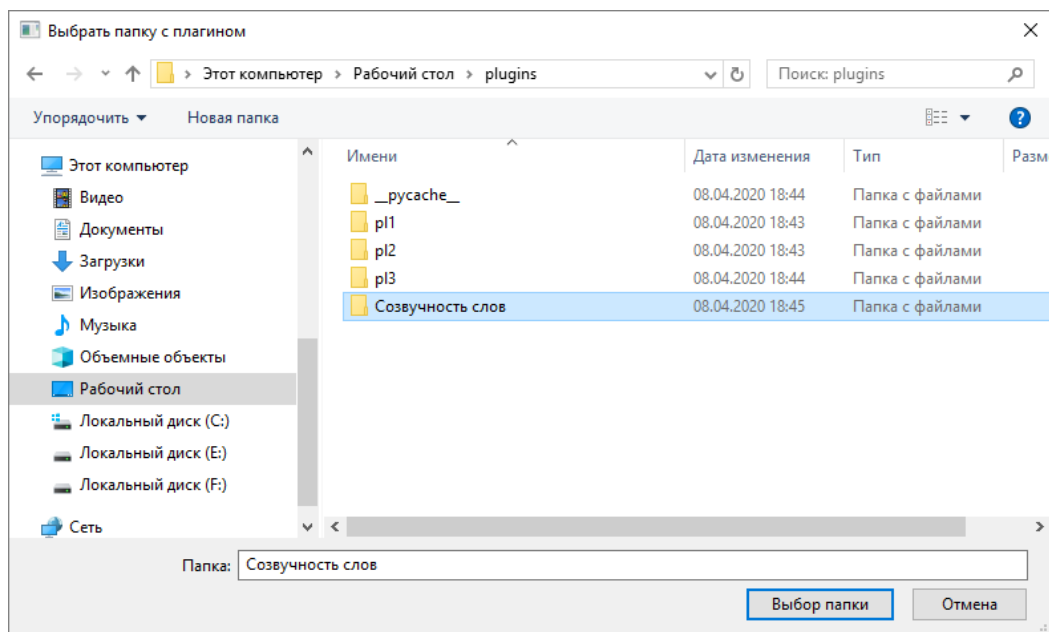 Выбрать папку с плагином
Этот компьютер › Рабочий стол › plugins
Поиск: plugins
Упорядочить Новая папка
Имени Дата изменения Тип Разм
Этот компьютер
Видео
Документы
Загрузки
Изображения
Музыка
Объемные объекты
Рабочий стол
Локальный диск (C:)
Локальный диск (E:)
Локальный диск (F:)
Сеть
__pycache__ 08.04.2020 18:44 Папка с файлами
pl1 08.04.2020 18:43 Папка с файлами
pl2 08.04.2020 18:43 Папка с файлами
pl3 08.04.2020 18:44 Папка с файлами
Созвучность слов 08.04.2020 18:45 Папка с файлами
Папка: Созвучность слов
Выбор папки Отмена